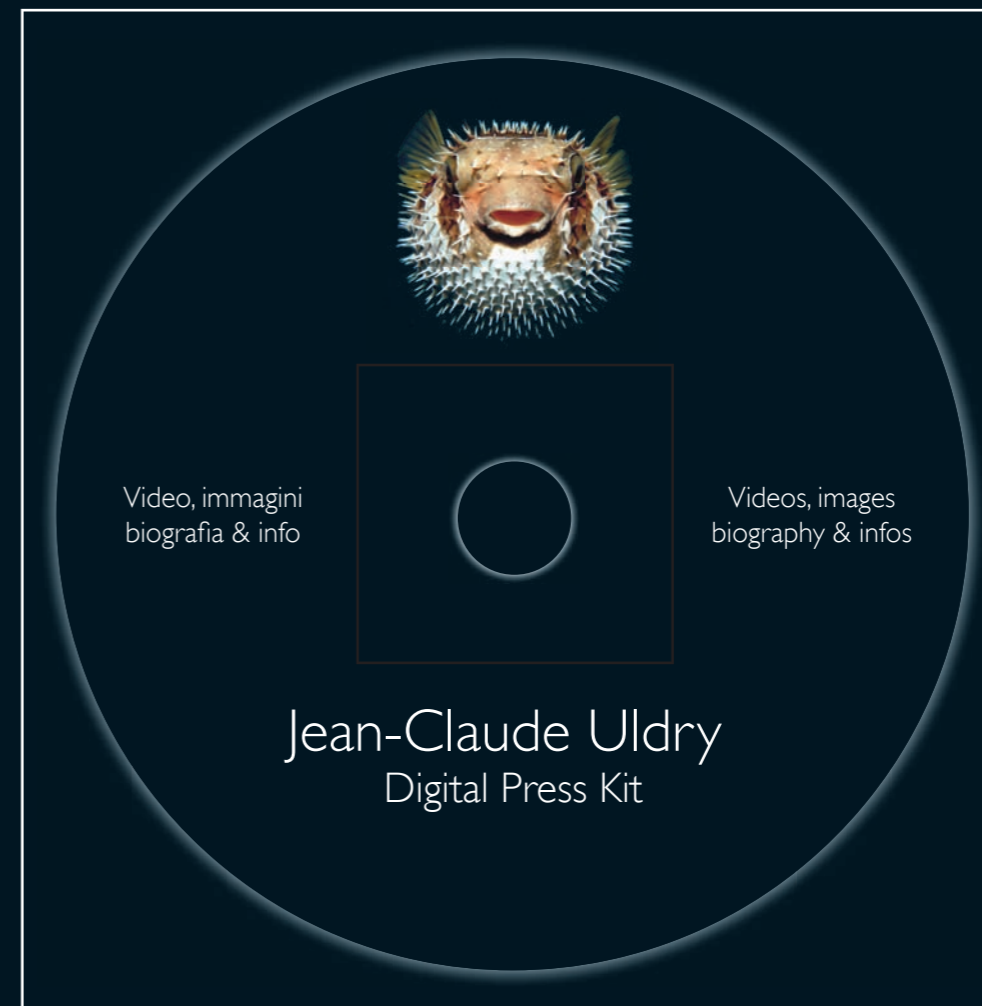 Video, immagini
biografia & info
Videos, images
biography & infos
Jean-Claude Uldry
Digital Press Kit